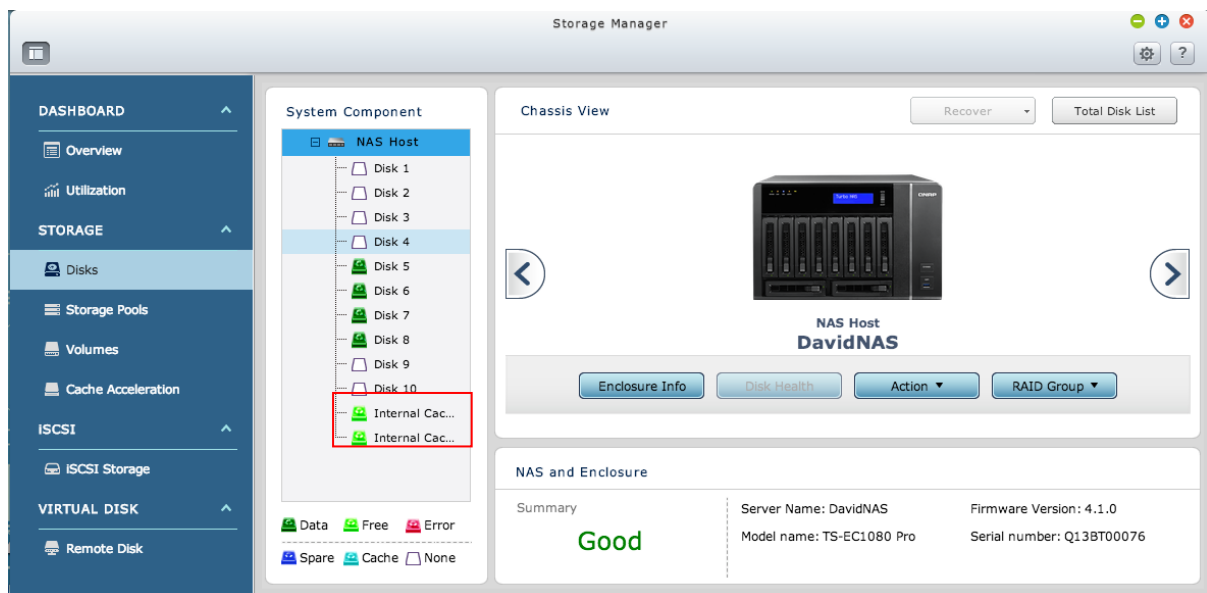 Storage Manager
?
DASHBOARD
Overview
Utilization
STORAGE
Disks
Storage Pools
Volumes
Cache Acceleration
iSCSI
iSCSI Storage
VIRTUAL DISK
Remote Disk
System Component
NAS Host
Disk 1
Disk 2
Disk 3
Disk 4
Disk 5
Disk 6
Disk 7
Disk 8
Disk 9
Disk 10
Internal Cac...
Internal Cac...
Data Free Error
Spare Cache None
Chassis View
Recover
Total Disk List
Turbo NAS
QNAP
NAS Host
DavidNAS
Enclosure Info
Disk Health
Action
RAID Group
NAS and Enclosure
Summary
Good
Server Name: DavidNAS
Model name: TS-EC1080 Pro
Firmware Version: 4.1.0
Serial number: Q13BT00076